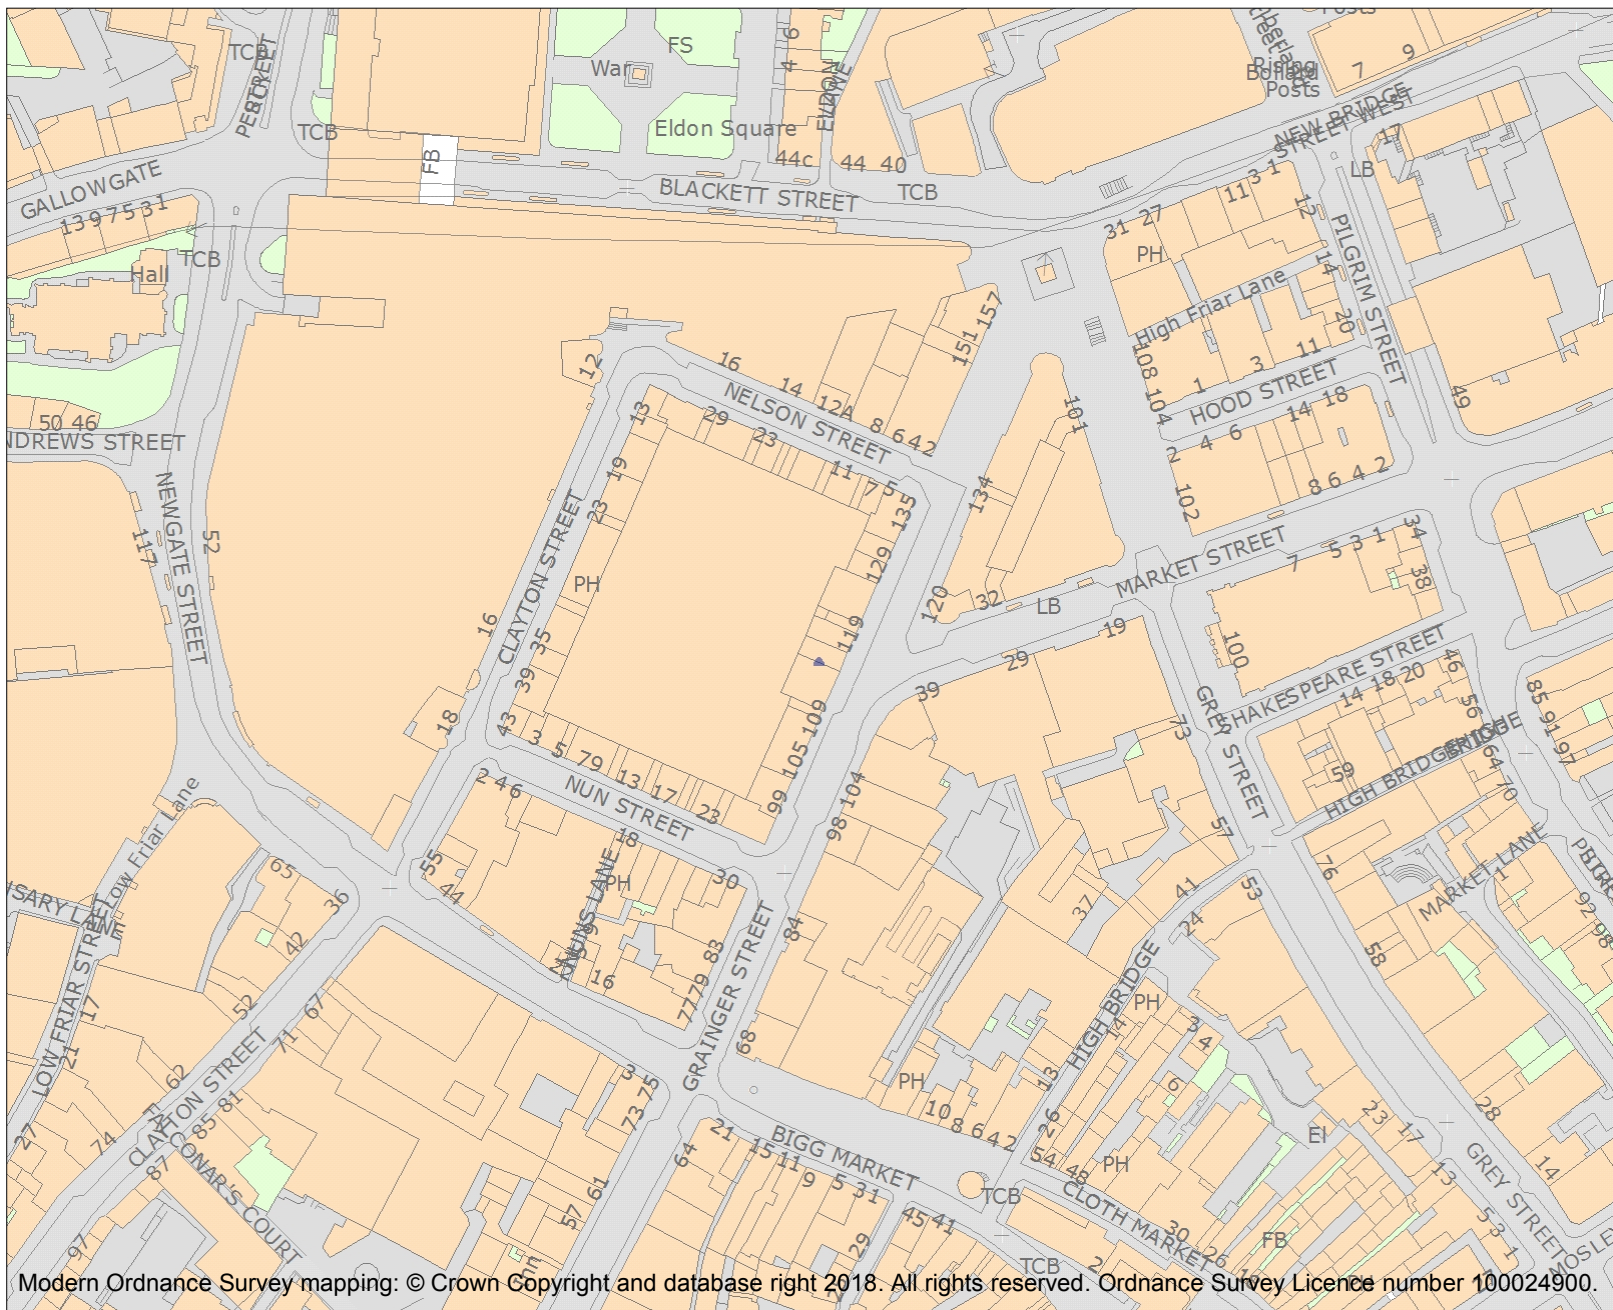 TCB
PERCY STREET
TCB
GALLOWGATE
13 9 7 5 3 1
TCB
Hall
FB
FS
War
Eldon Square
4 6
ELDON LANE
44c 44 40
BLACKETT STREET
TCB
Rising
Bollard
Posts
7 9
NEW BRIDGE
STREET WEST
17
LB
31 27
11 3 1
12
PH
High Friar Lane
14
20
PILGRIM STREET
49
108
104
1 3 11
HOOD STREET
2 4 6 14 18
102
8 6 4 2
151 157
101
12
16 14 12A 8 6 4 2
NELSON STREET
13
29 23 11 7 5
135
134
19
23
50 46
NDREWS STREET
NEWGATE STREET
117
52
CLAYTON STREET
PH
16
35
39
43
18
129
119
109
105
99
120
32
LB
MARKET STREET
7 5 3 1
34
38
19
29
39
100
SHAKESPEARE STREET
14 18 20
46
56
64
70
85 91 97
GREY STREET
73
57
59
HIGH BRIDGE
3 5 7 9 13 17 23
NUN STREET
2 4 6
18
30
NUNS LANE
PH
9
16
55
44
104
98
84
83
79
77
68
GRAINGER STREET
65
36
42
Low Friar Lane
LOW FRIAR STREET
17
21
27
52
67
71
62
CLAYTON STREET
81
85
87
74
97
FALCONAR'S COURT
3
75
73
61
57
64
21 15 11 9 5 3 1
BIGG MARKET
PH
10 8 6 4 2
26
13
14
HIGH BRIDGE
PH
3
4
6
37
41
24
53
76
58
MARKET LANE
1
92
98
54 48
PH
CLOTH MARKET
TCB
45 41
29
TCB
2
30
26
FB
El
23
17
13
28
14
GREY STREET
5 3 1
MOSLE
Modern Ordnance Survey mapping: © Crown Copyright and database right 2018. All rights reserved. Ordnance Survey Licence number 100024900.